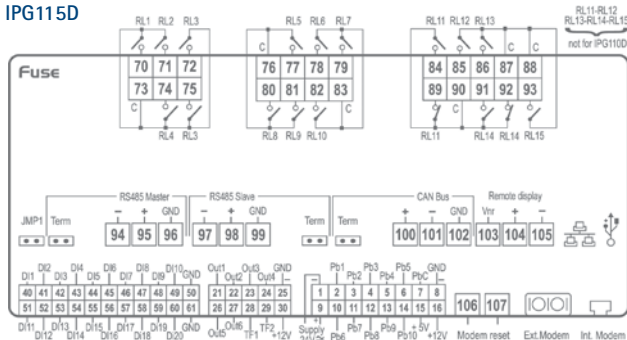 IPG115D
RL11-RL12
RL13-RL14-RL15
not for IPG110D
RL1 RL2 RL3 RL5 RL6 RL7 RL11 RL12 RL13
C C C
Fuse
70 71 72 76 77 78 79 84 85 86 87 88
73 74 75 80 81 82 83 89 90 91 92 93
C C C
RL4 RL3 RL8 RL9 RL10 RL11 RL14 RL14 RL15
RS485 Master RS485 Slave CAN Bus Remote display
JMP1 Term − + GND − + GND Term Term + − GND Vnr + −
94 95 96 97 98 99 100 101 102 103 104 105
DI1 DI2 DI3 DI4 DI5 DI6 DI7 DI8 DI9 DI10 GND Out1 Out2 Out3 Out4 GND − Pb1 Pb2 Pb3 Pb4 Pb5 PbC GND
40 41 42 43 44 45 46 47 48 49 50 21 22 23 24 25 1 2 3 4 5 6 7 8
51 52 53 54 55 56 57 58 59 60 61 26 27 28 29 30 9 10 11 12 13 14 15 16
106 107
DI11 DI12 DI13 DI14 DI15 DI16 DI17 DI18 DI19 DI20 GND Out5 Out6 TF1 TF2 +12V Supply Pb6 Pb7 Pb8 Pb9 Pb10 + 5V +12V
Modem reset Ext.Modem Int. Modem